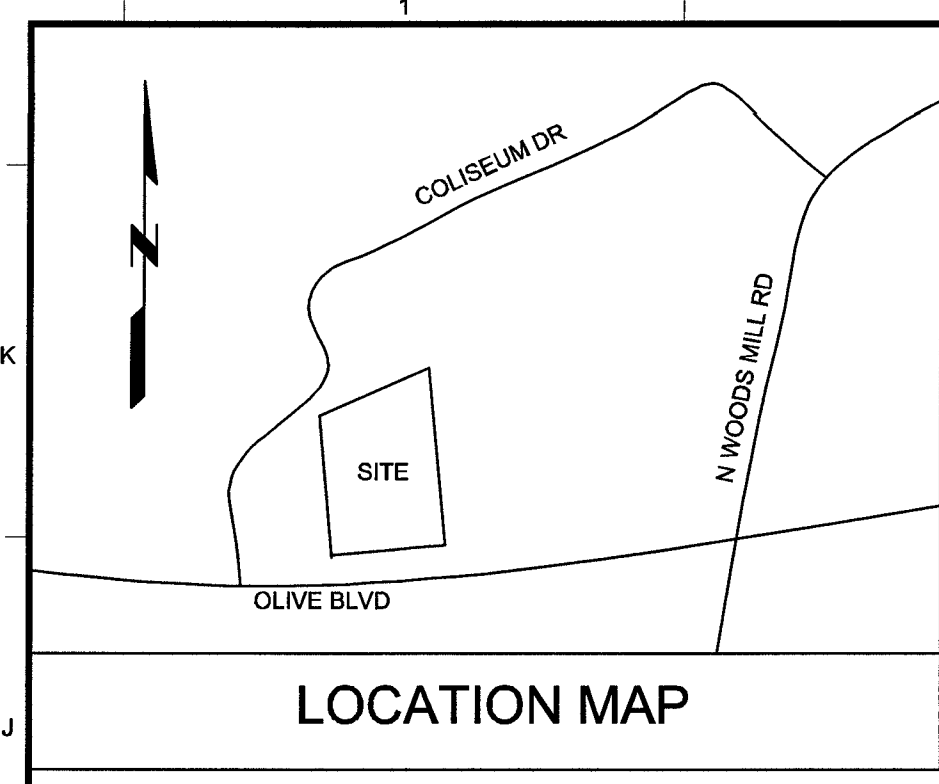 1
COLISEUM DR
N
K
N WOODS MILL RD
SITE
OLIVE BLVD
LOCATION MAP
J